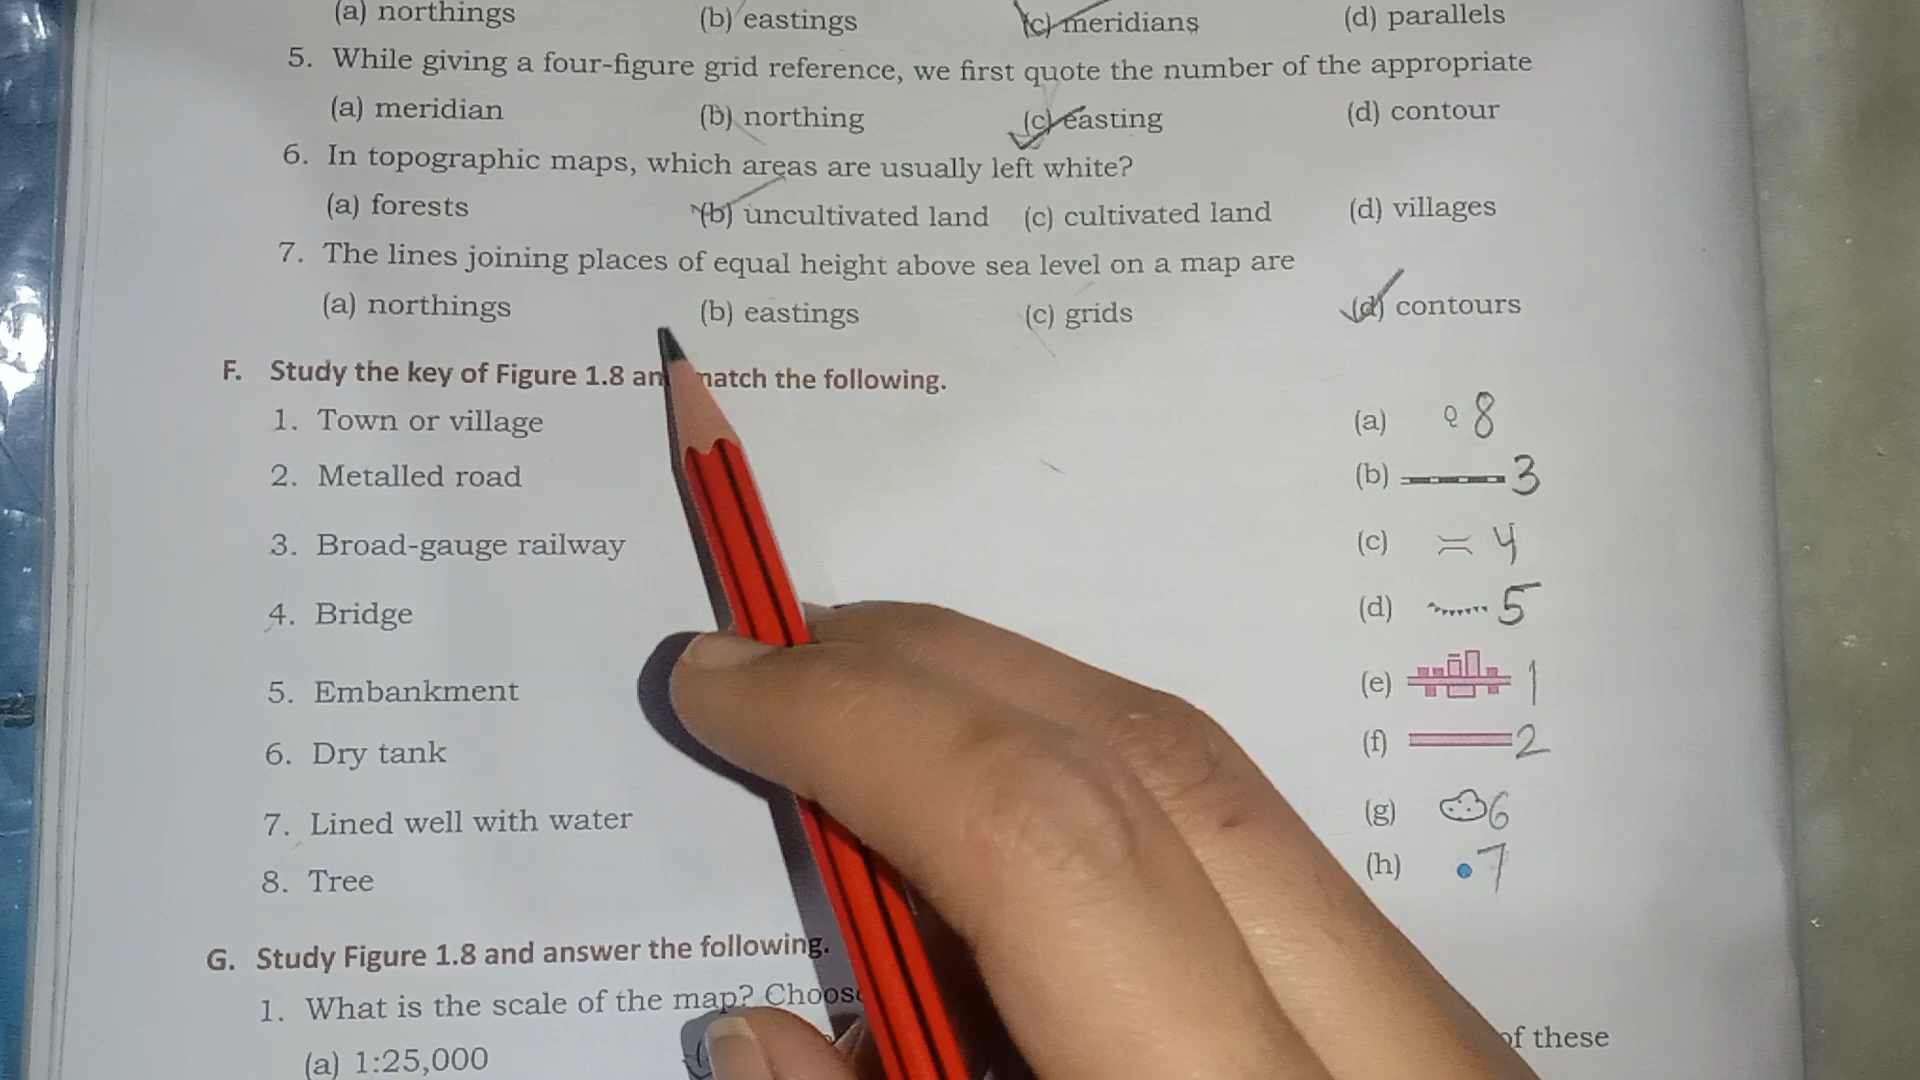 (a) northings (b) eastings (c) meridians (d) parallels
5. While giving a four-figure grid reference, we first quote the number of the appropriate
(a) meridian (b) northing (c) easting (d) contour
6. In topographic maps, which areas are usually left white?
(a) forests (b) uncultivated land (c) cultivated land (d) villages
7. The lines joining places of equal height above sea level on a map are
(a) northings (b) eastings (c) grids (d) contours
F. Study the key of Figure 1.8 an match the following.
1. Town or village (a) 8
2. Metalled road (b) 3
3. Broad-gauge railway (c) 4
4. Bridge (d) 5
5. Embankment (e) 1
6. Dry tank (f) 2
7. Lined well with water (g) 6
8. Tree (h) 7
G. Study Figure 1.8 and answer the following.
1. What is the scale of the map? Choos
(a) 1:25,000 of these